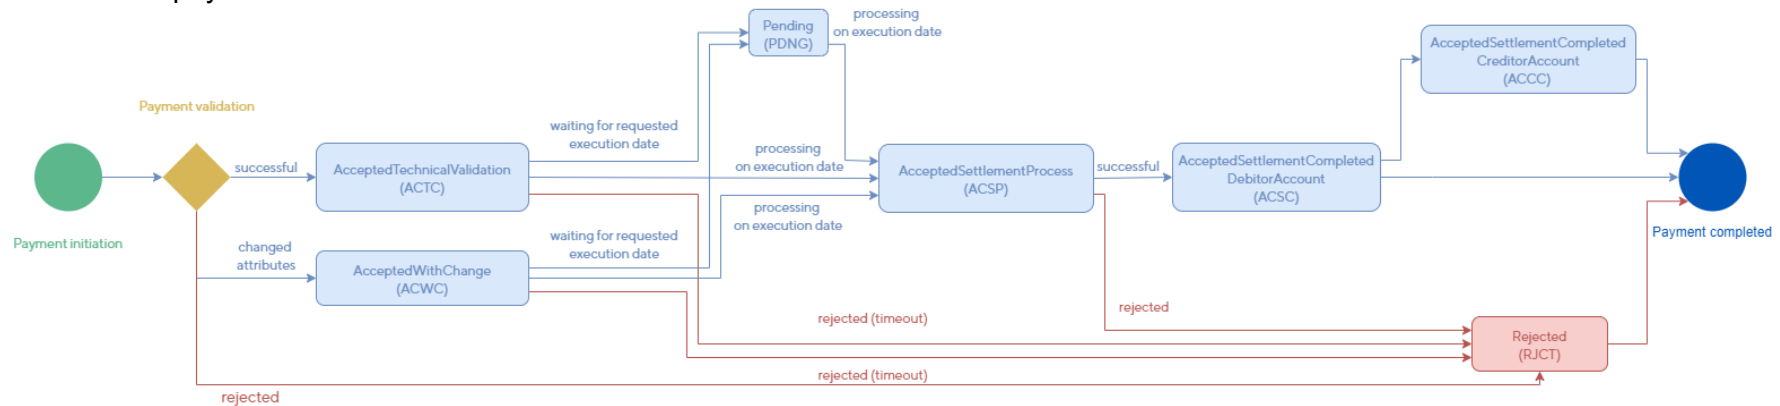 Pending
(PDNG)
processing
on execution date
AcceptedSettlementCompleted
CreditorAccount
(ACCC)
Payment validation
waiting for requested
execution date
successful
AcceptedTechnicalValidation
(ACTC)
processing
on execution date
AcceptedSettlementProcess
(ACSP)
successful
AcceptedSettlementCompleted
DebitorAccount
(ACSC)
processing
on execution date
Payment initiation
changed
attributes
AcceptedWithChange
(ACWC)
waiting for requested
execution date
Payment completed
rejected
rejected (timeout)
Rejected
(RJCT)
rejected (timeout)
rejected